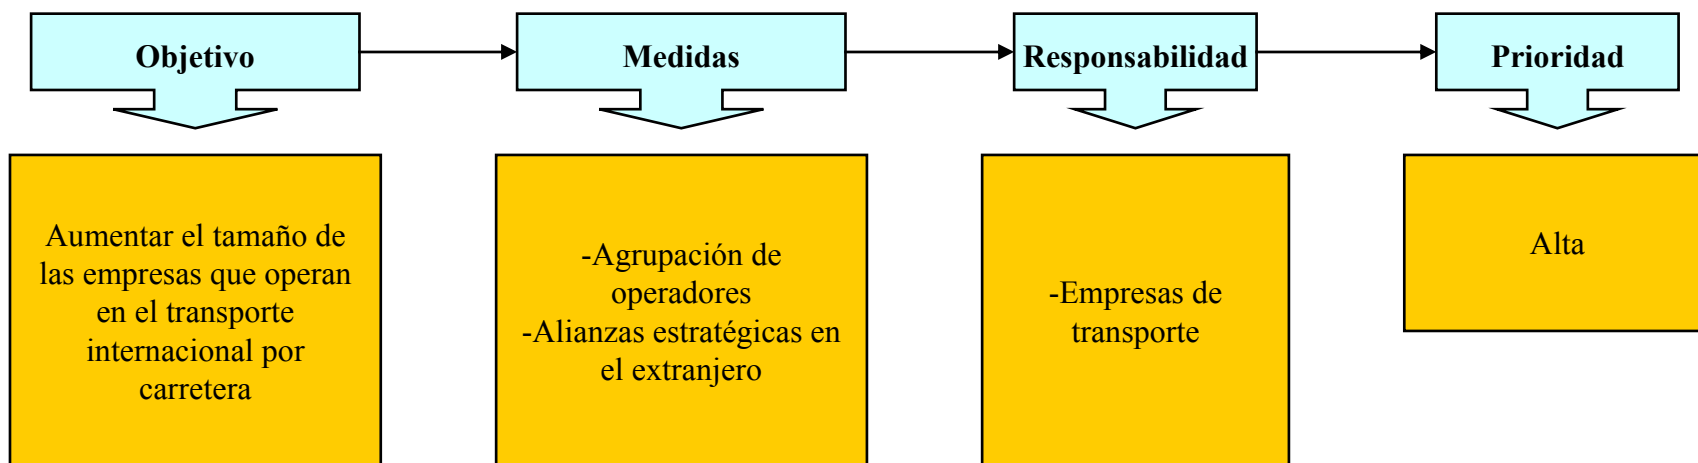 Objetivo
Medidas
Responsabilidad
Prioridad
Aumentar el tamaño de
las empresas que operan
en el transporte
internacional por
carretera
-Agrupación de
operadores
-Alianzas estratégicas en
el extranjero
-Empresas de
transporte
Alta